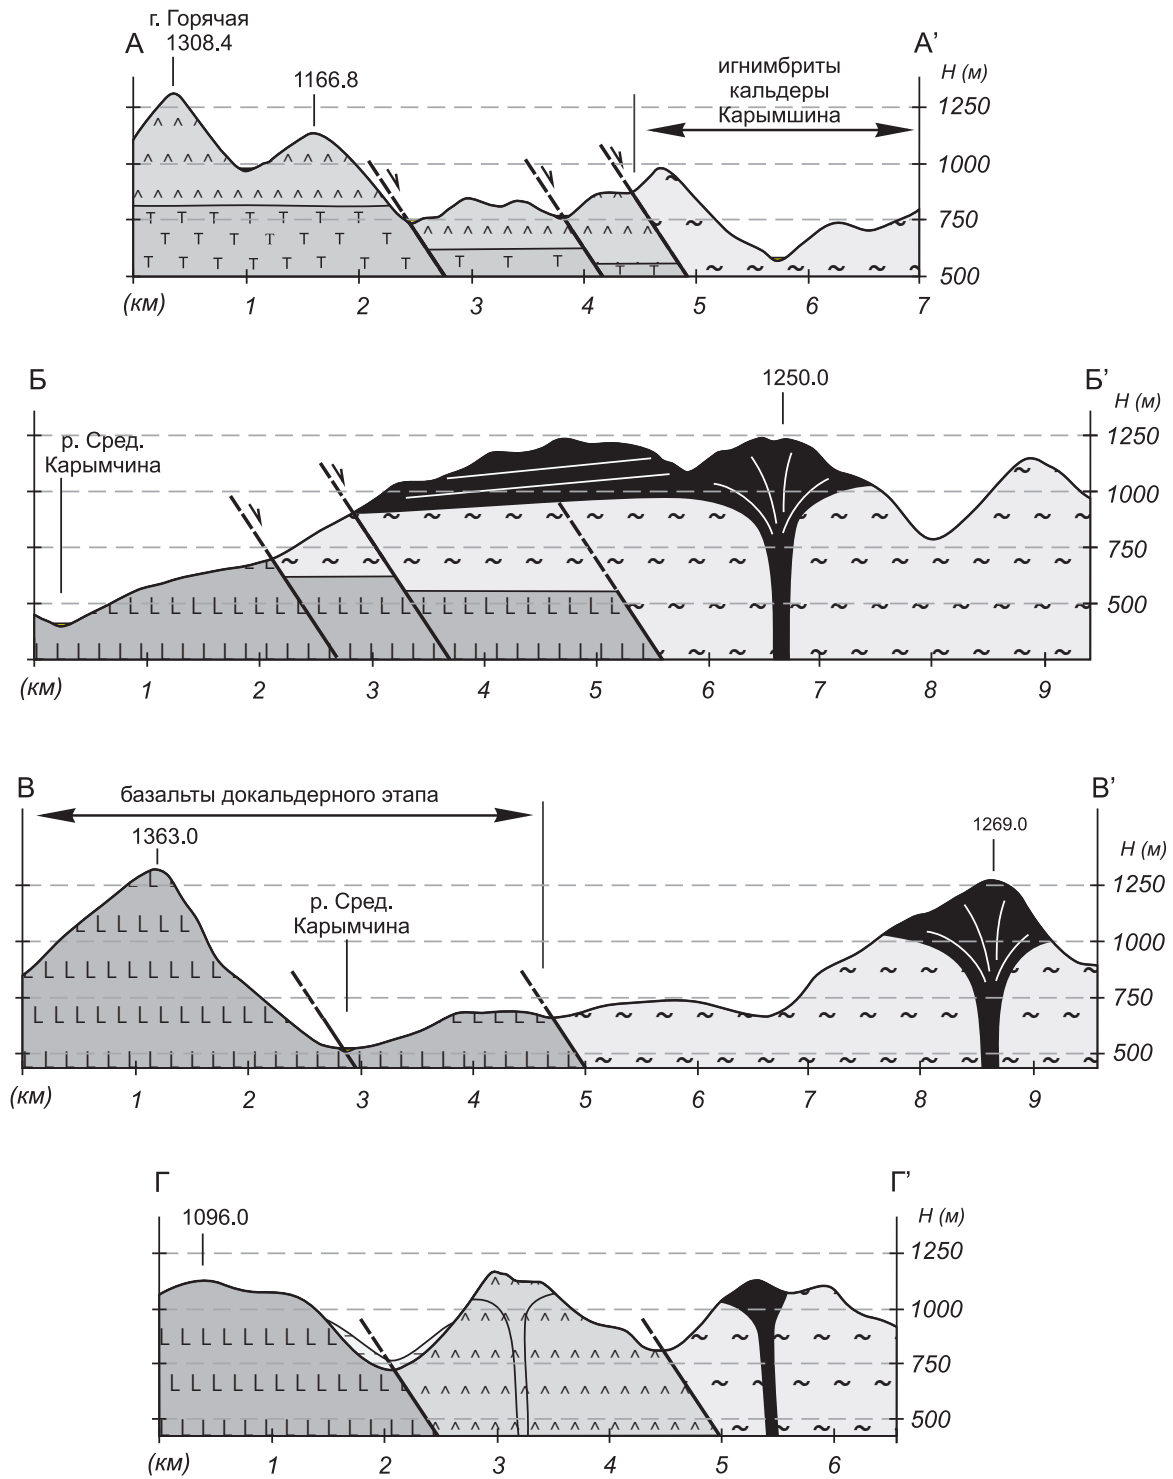 г. Горячая
А 1308.4 А’
1166.8
игнимбриты
кальдеры
Карымшина
H (м)
1250
1000
750
500
(км) 1 2 3 4 5 6 7
Б 1250.0 Б’
H (м)
р. Сред.
Карымчина
1250
1000
750
500
(км) 1 2 3 4 5 6 7 8 9
В базальты докальдерного этапа В’
1363.0 1269.0
H (м)
р. Сред.
Карымчина
1250
1000
750
500
(км) 1 2 3 4 5 6 7 8 9
Г Г’
1096.0 H (м)
1250
1000
750
500
(км) 1 2 3 4 5 6